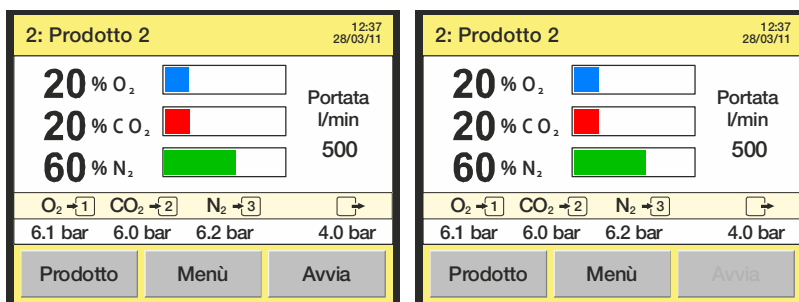 2: Prodotto 2
12:37
28/03/11
20 % O₂
20 % CO₂
60 % N₂
Portata
l/min
500
O₂ 1 CO₂ 2 N₂ 3
6.1 bar 6.0 bar 6.2 bar 4.0 bar
Prodotto Menù Avvia
2: Prodotto 2
12:37
28/03/11
20 % O₂
20 % CO₂
60 % N₂
Portata
l/min
500
O₂ 1 CO₂ 2 N₂ 3
6.1 bar 6.0 bar 6.2 bar 4.0 bar
Prodotto Menù Avvia